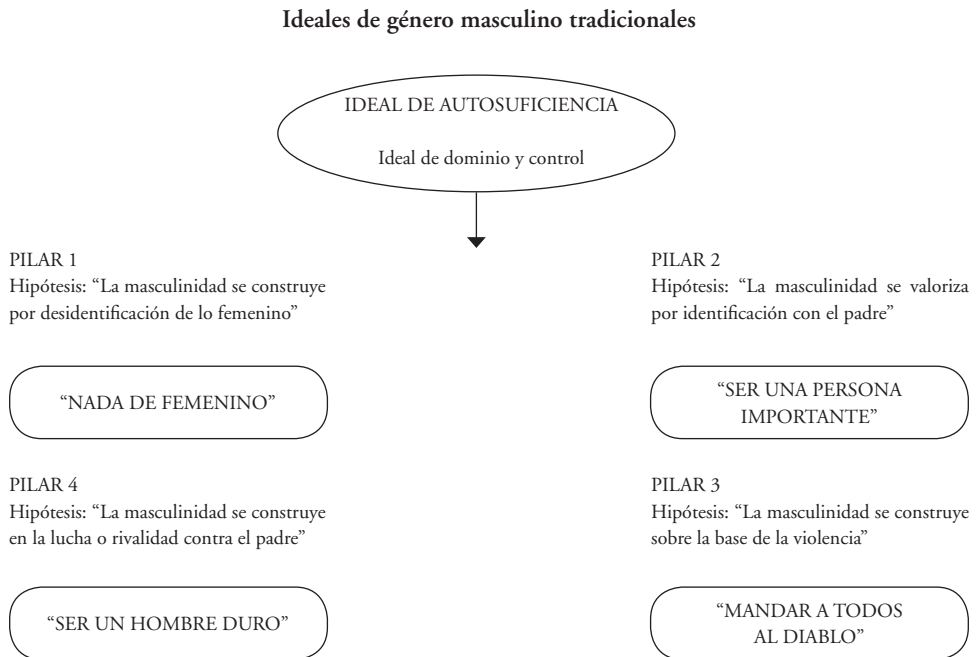 Ideales de género masculino tradicionales
IDEAL DE AUTOSUFICIENCIA
Ideal de dominio y control
PILAR 1
Hipótesis: “La masculinidad se construye
por desidentificación de lo femenino”
“NADA DE FEMENINO”
PILAR 2
Hipótesis: “La masculinidad se valoriza
por identificación con el padre”
“SER UNA PERSONA
IMPORTANTE”
PILAR 4
Hipótesis: “La masculinidad se construye
en la lucha o rivalidad contra el padre”
“SER UN HOMBRE DURO”
PILAR 3
Hipótesis: “La masculinidad se construye
sobre la base de la violencia”
“MANDAR A TODOS
AL DIABLO”